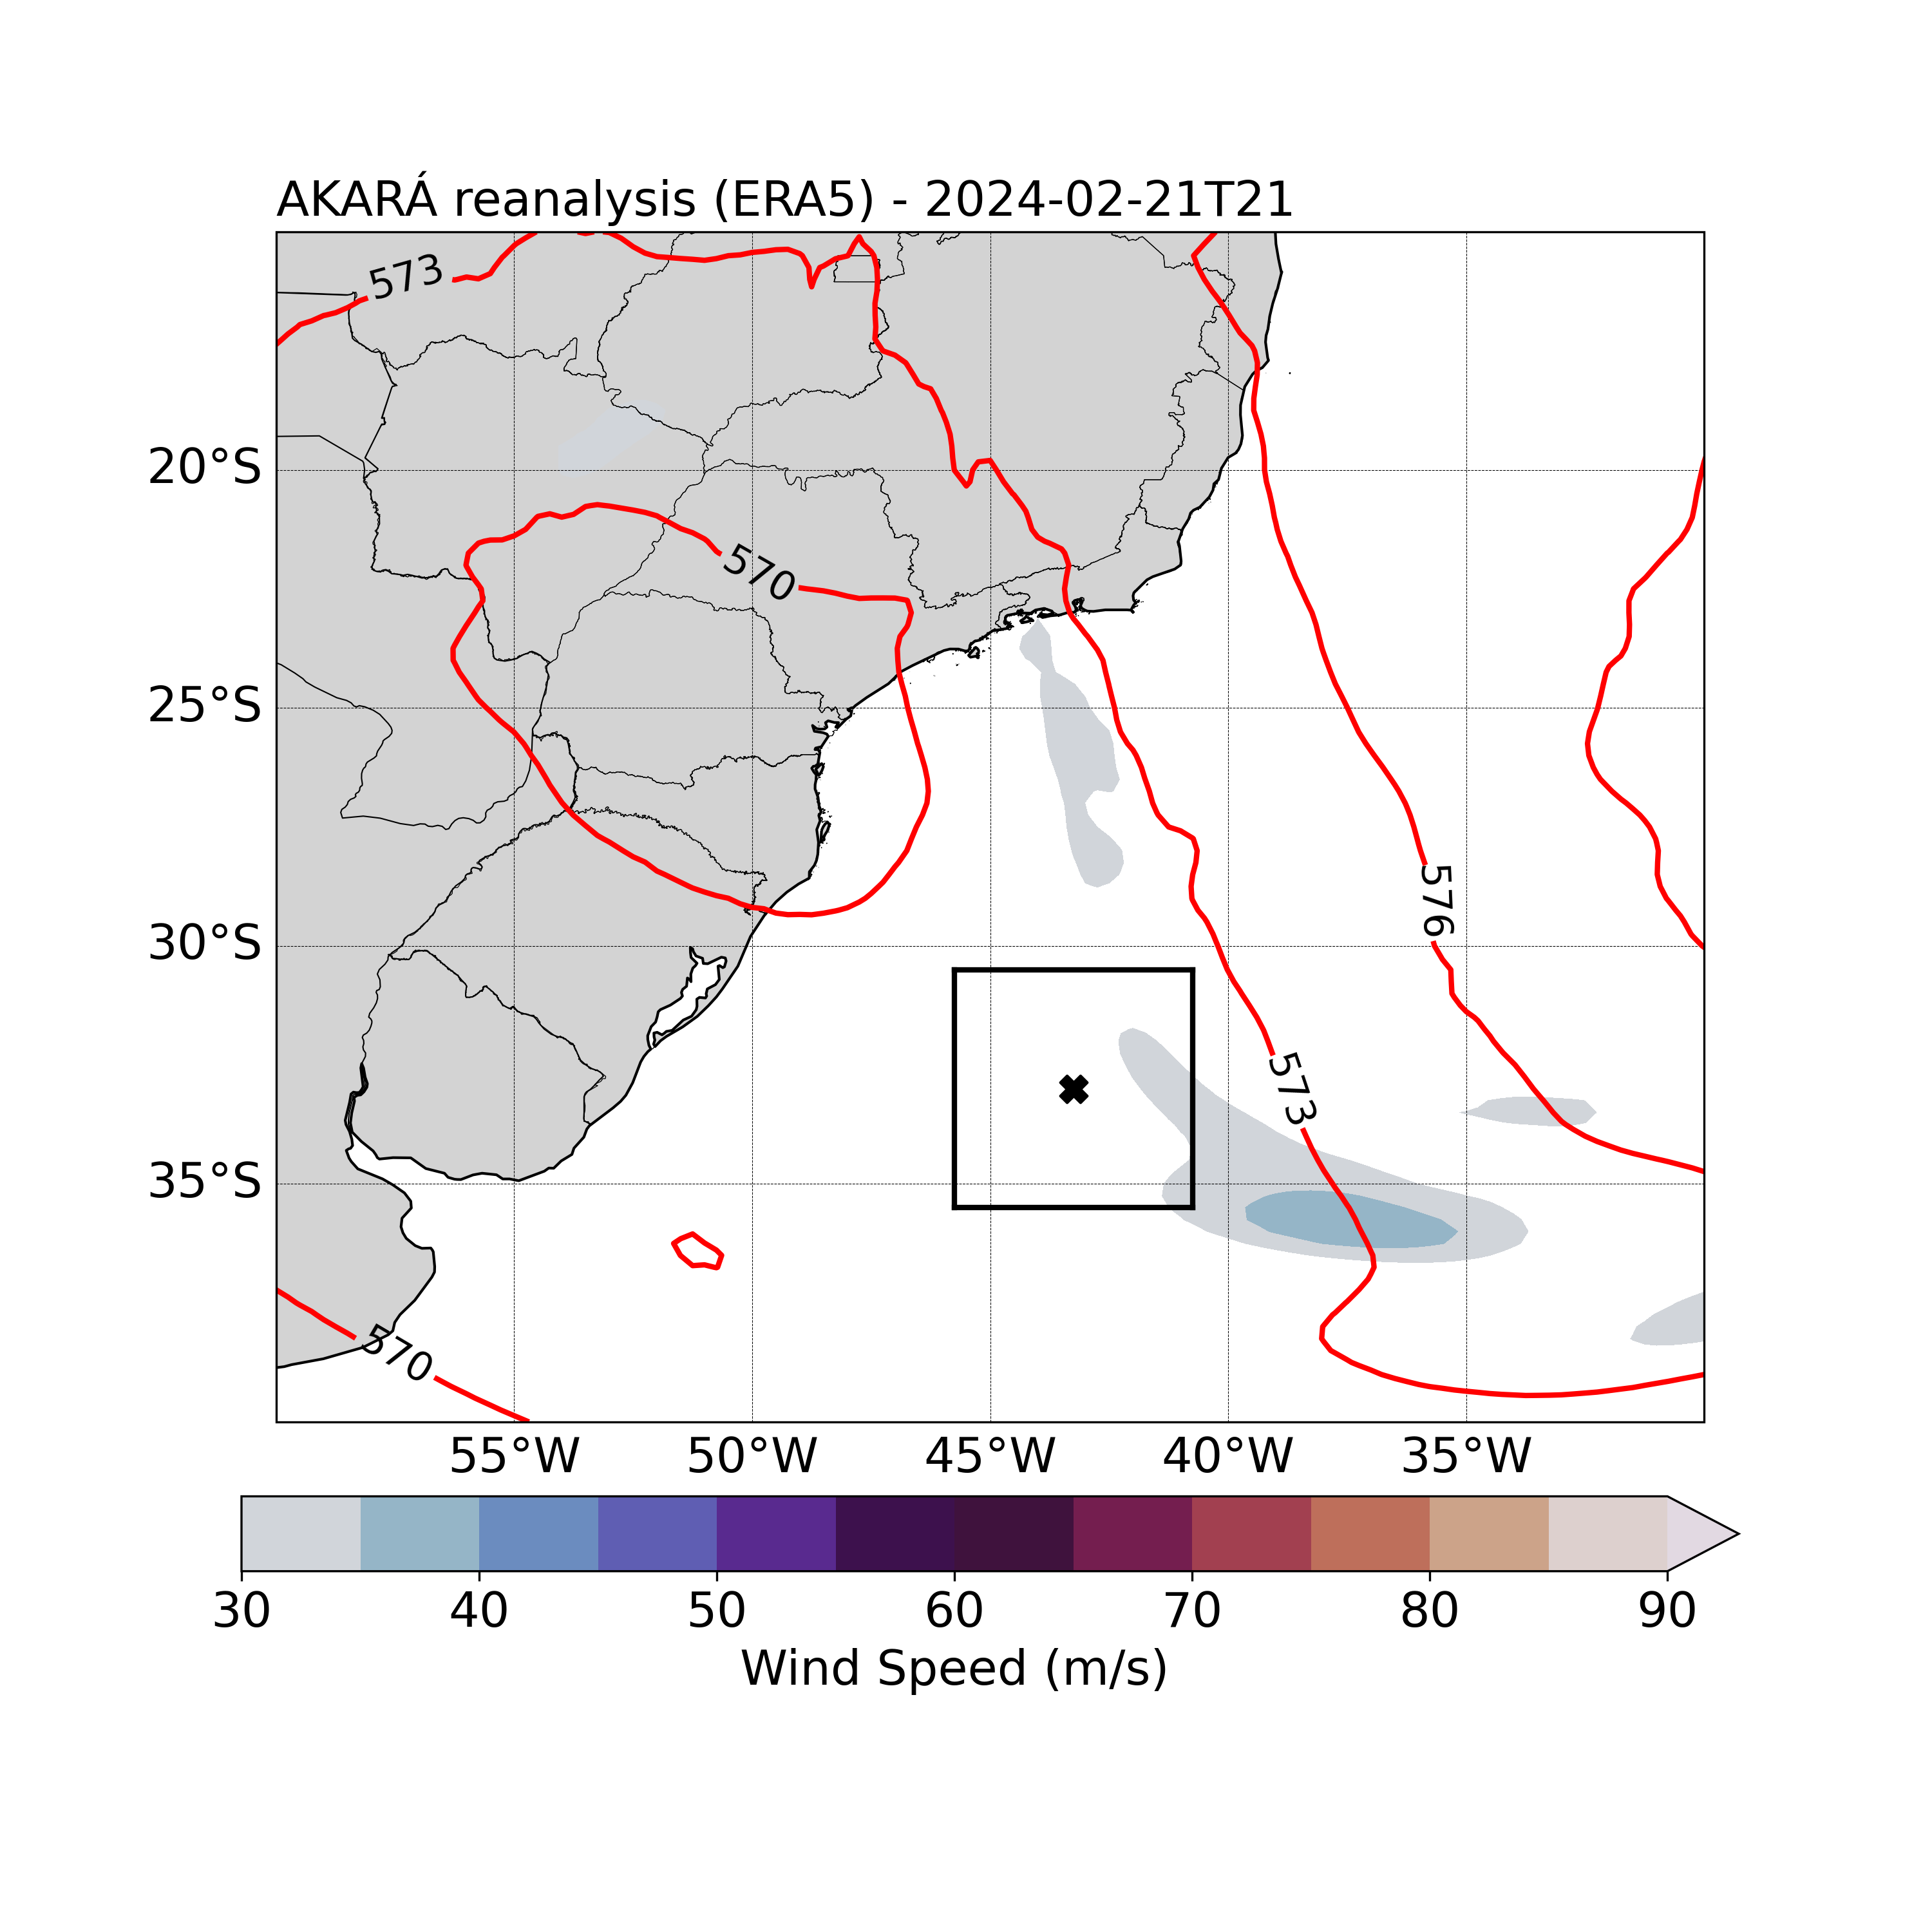 AKARÁ reanalysis (ERA5) - 2024-02-21T21
573
570
576
573
570
20°S
25°S
30°S
35°S
55°W 50°W 45°W 40°W 35°W
30 40 50 60 70 80 90
Wind Speed (m/s)